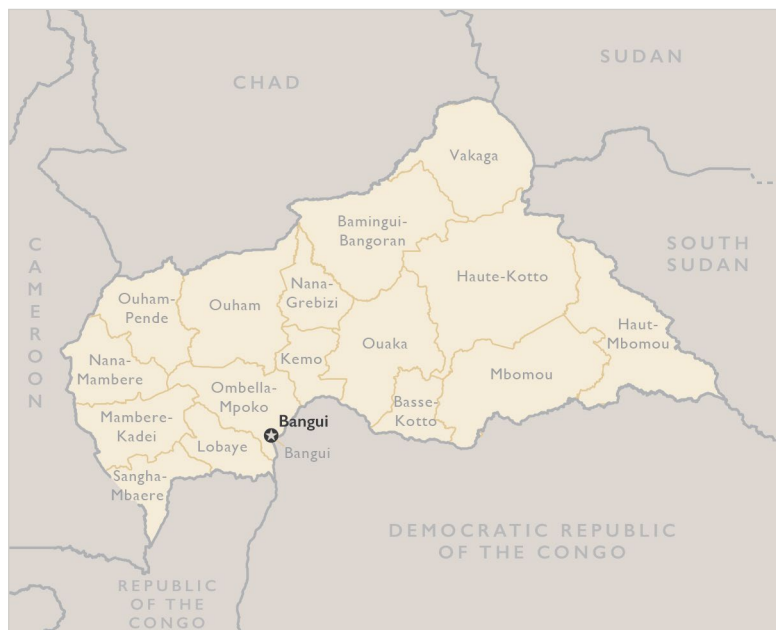 SUDAN
CHAD
Vakaga
Bamingui-
Bangoran
SOUTH
SUDAN
CAMEROON
Haute-Kotto
Nana-
Grebizi
Ouham-
Pende
Ouham
Haut-
Mbomou
Ouaka
Kemo
Nana-
Mambere
Mbomou
Ombella-
Mpoko
Basse-
Kotto
Mambere-
Kadei
Bangui
Lobaye
Bangui
Sangha-
Mbaere
DEMOCRATIC REPUBLIC
OF THE CONGO
REPUBLIC
OF THE
CONGO